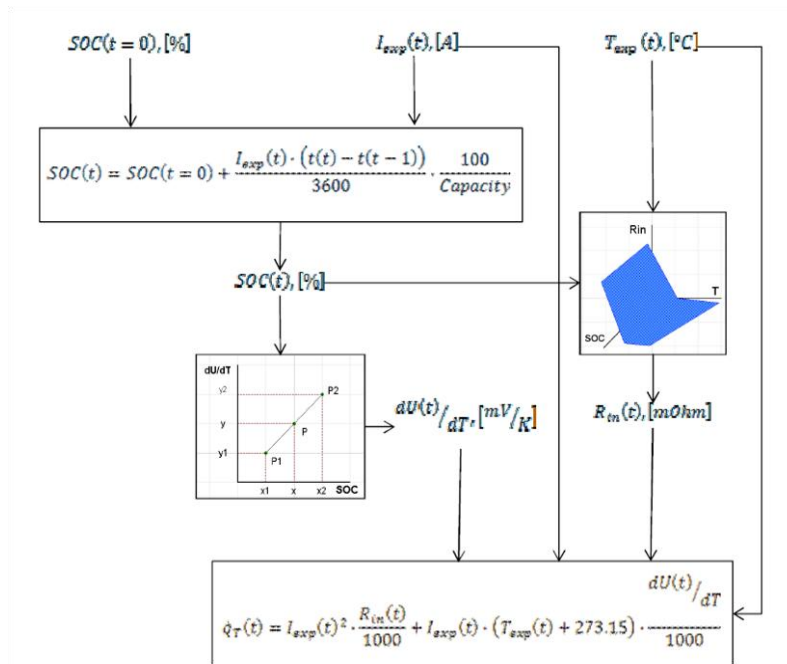 SOC(t = 0), [%]
I_exp(t), [A]
T_exp (t), [°C]
SOC(t) = SOC(t = 0) + I_exp(t) · (t(t) − t(t − 1)) / 3600 · 100 / Capacity
Rin
T
SOC
SOC(t), [%]
dU/dT
y2
P2
y
P
y1
P1
x1 x x2 SOC
dU(t)/dT, [mV/K]
R_in(t), [mOhm]
q̇_T(t) = I_exp(t)² · R_in(t) / 1000 + I_exp(t) · (T_exp(t) + 273.15) · dU(t)/dT / 1000